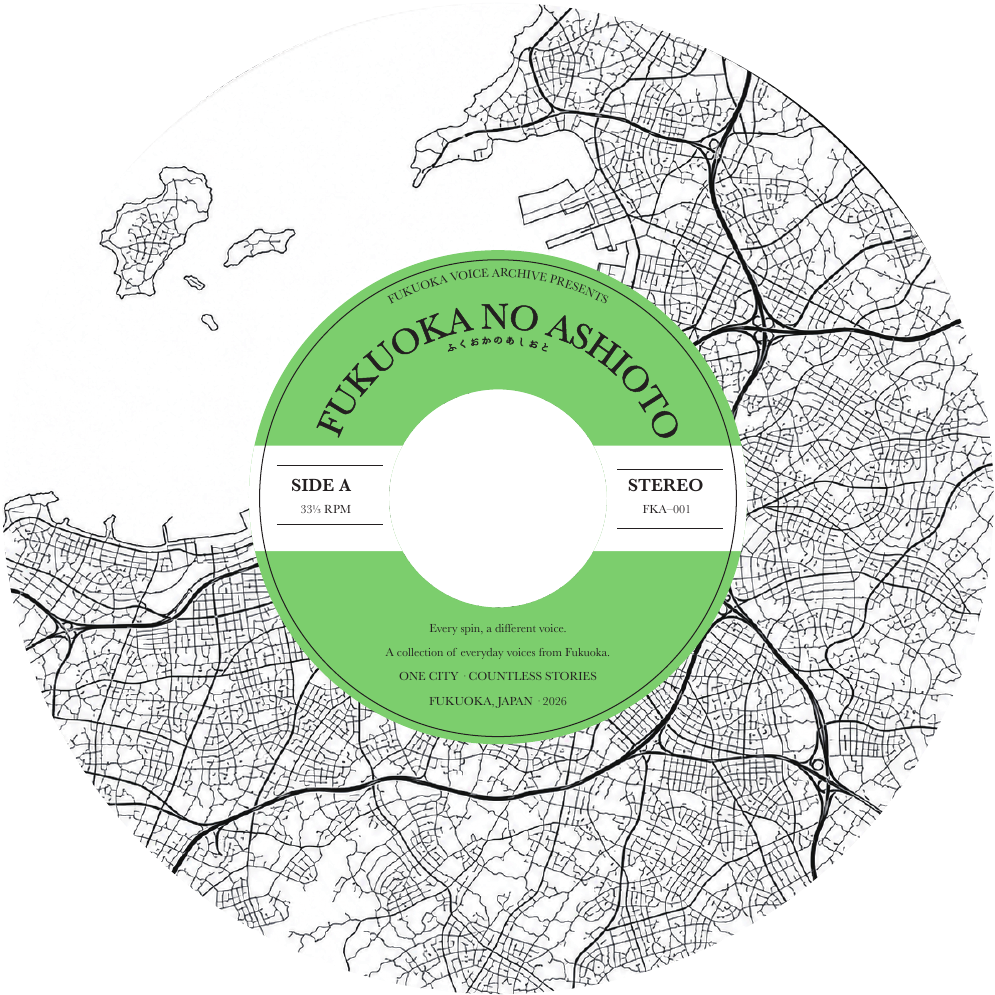 FUKUOKA VOICE ARCHIVE PRESENTS
FUKUOKA NO ASHIOTO
ふくおかのあしおと
SIDE A
33⅓ RPM
STEREO
FKA–001
Every spin, a different voice.
A collection of everyday voices from Fukuoka.
ONE CITY · COUNTLESS STORIES
FUKUOKA, JAPAN · 2026